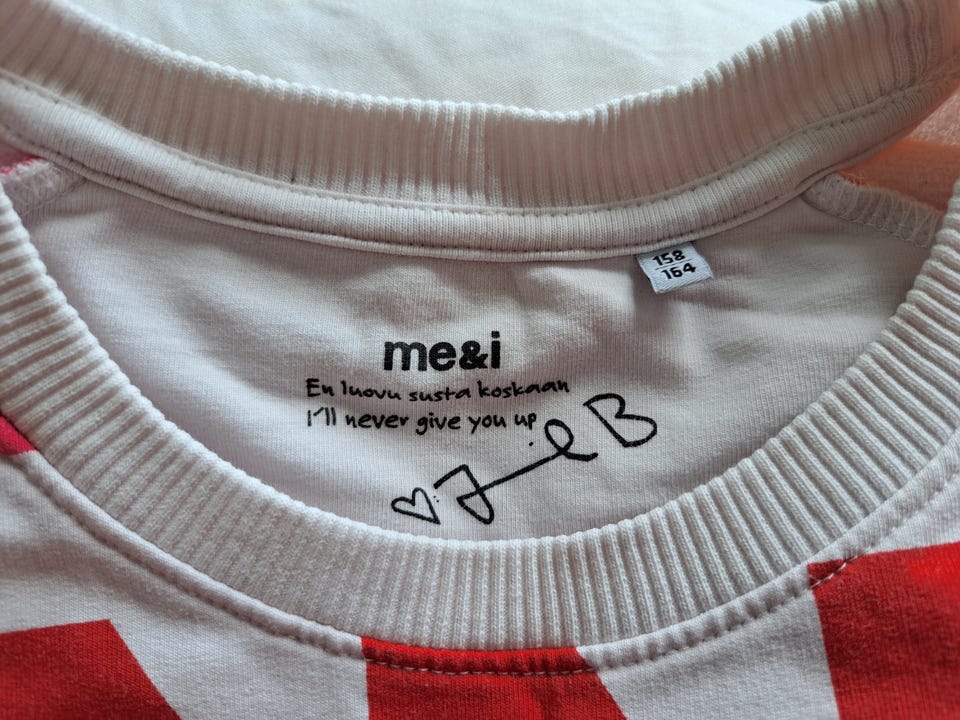 158
164
me&i
En luovu susta koskaan
I'll never give you up